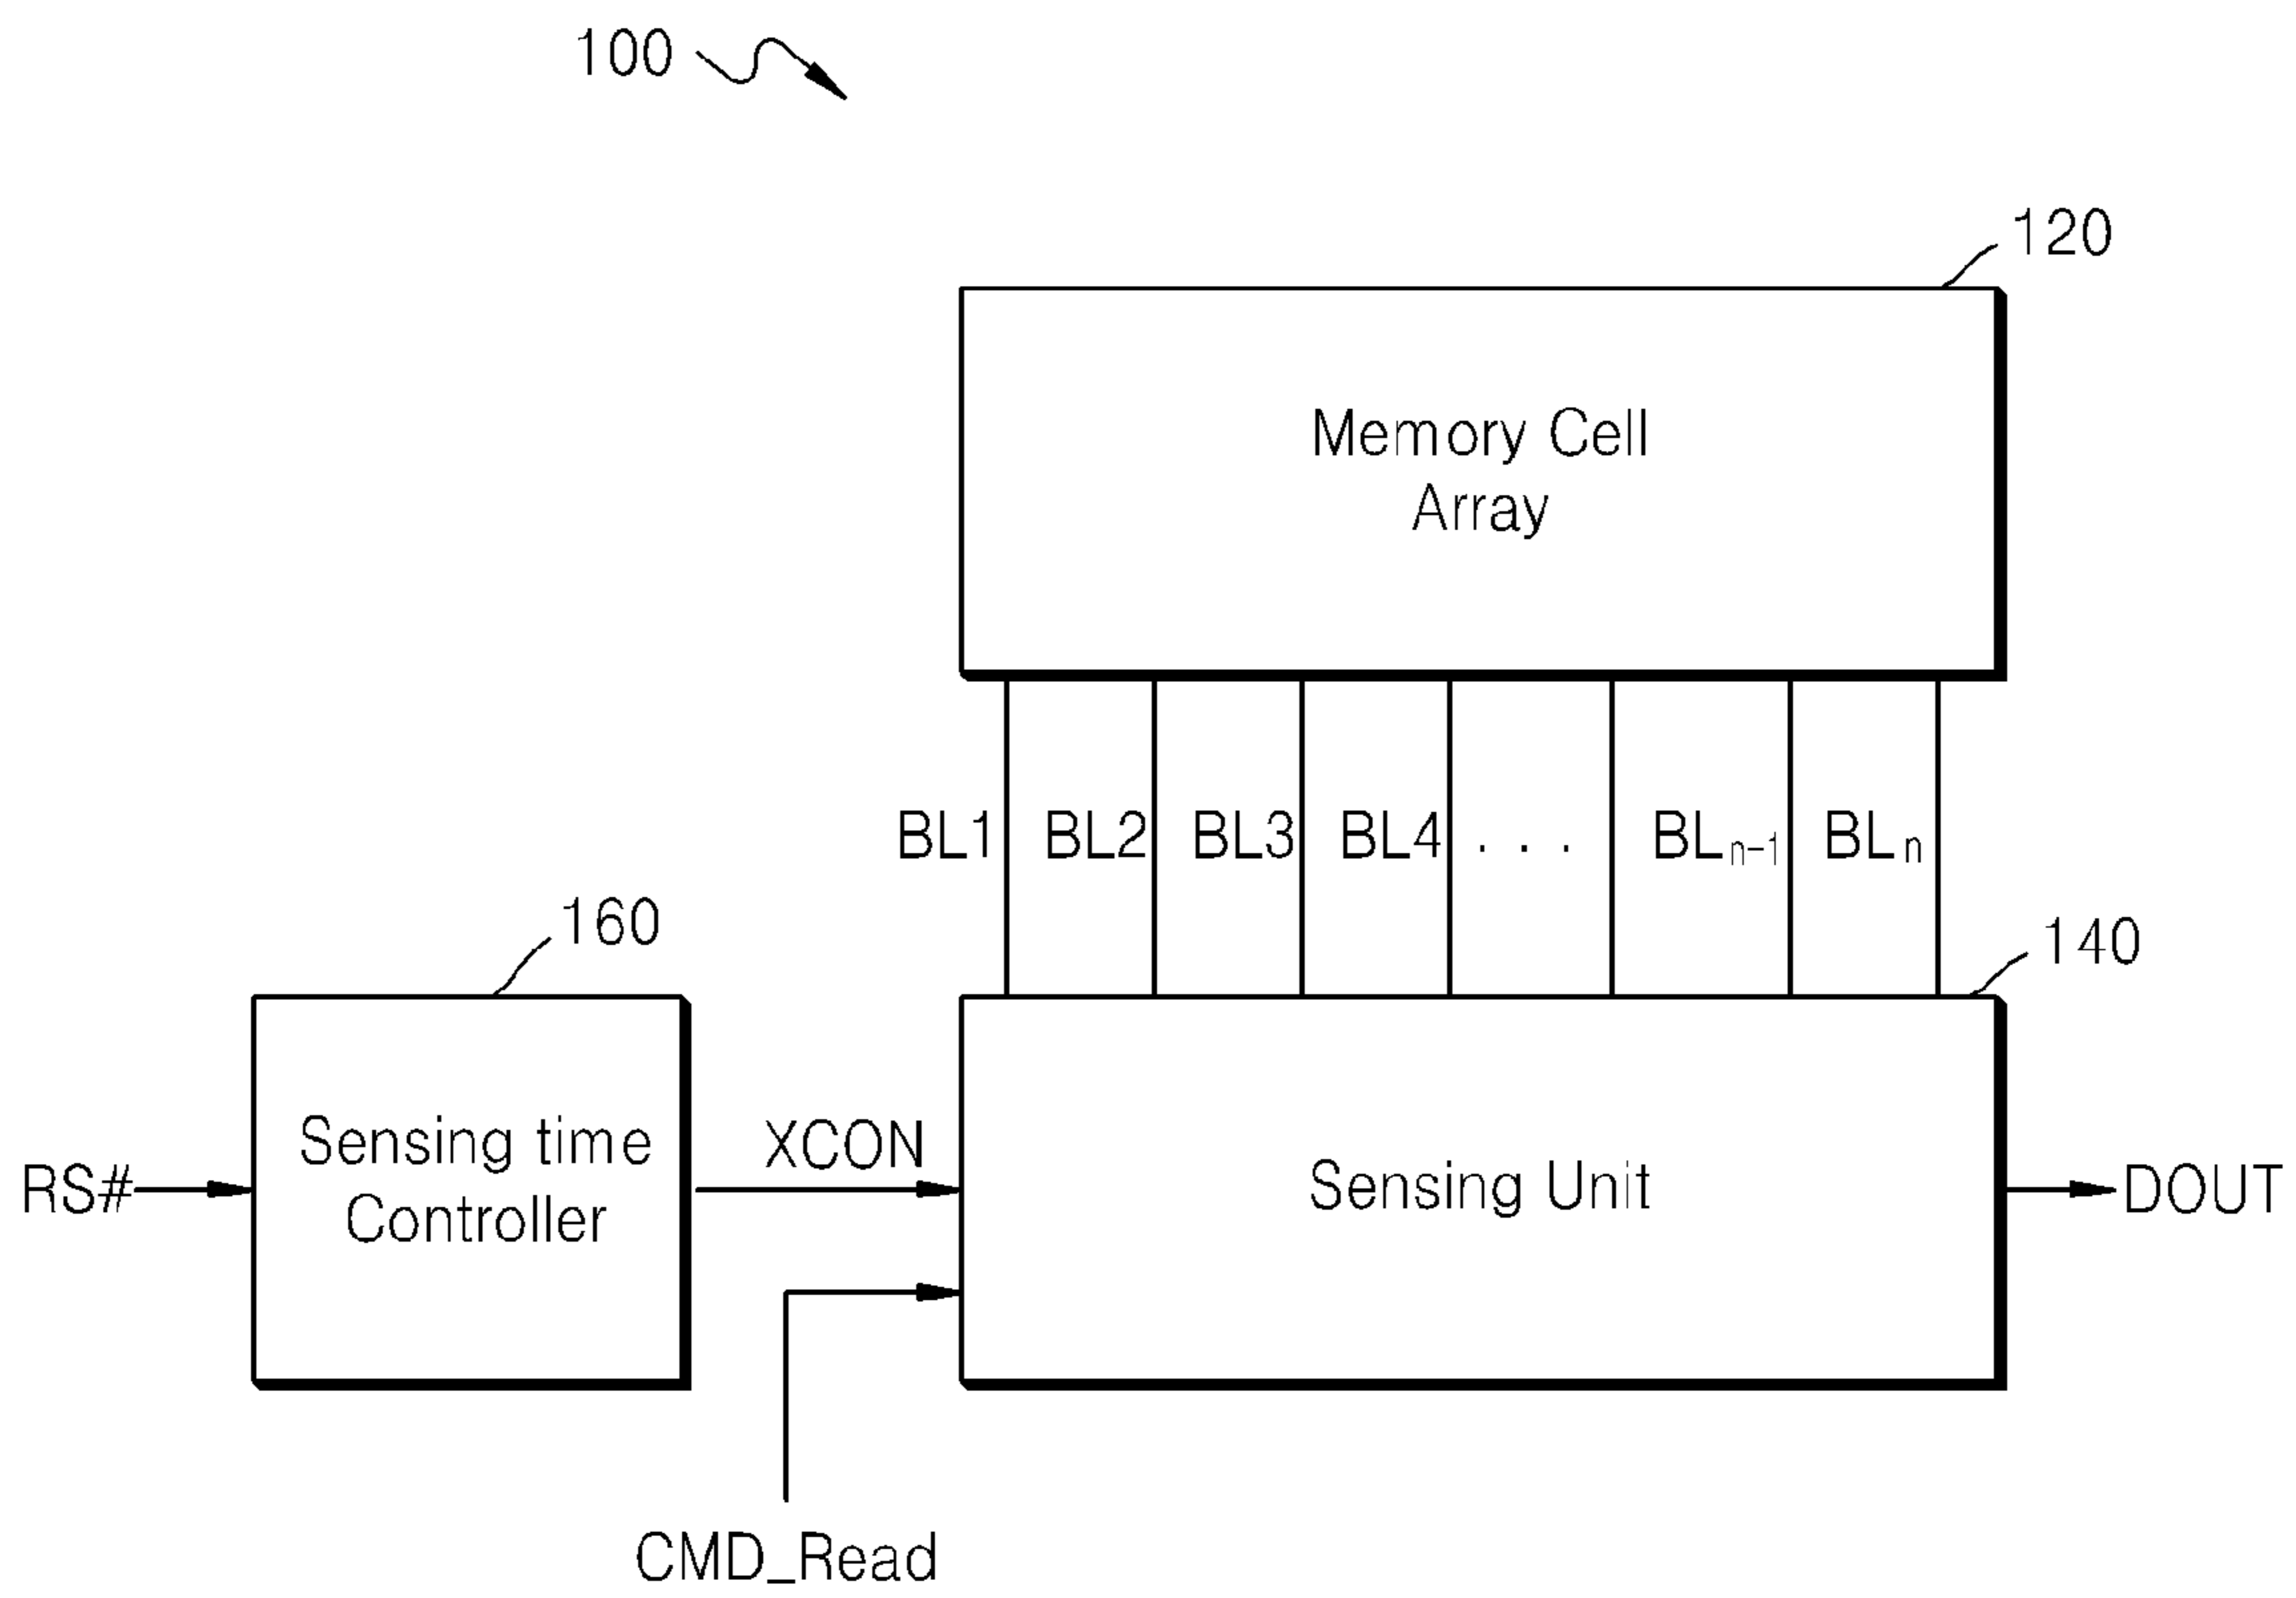 100
120
Memory Cell
Array
BL1 BL2 BL3 BL4 . . . BLn-1 BLn
160
140
Sensing time
Controller
RS#
XCON
Sensing Unit
DOUT
CMD_Read